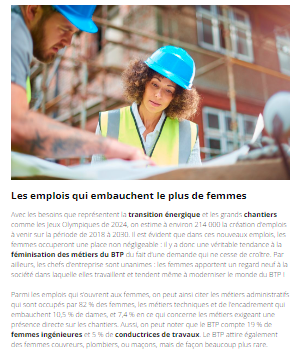 Les emplois qui embauchent le plus de femmes
Avec les besoins que représentent la transition énergique et les grands chantiers
comme les Jeux Olympiques de 2024, on estime à environ 214 000 la création d'emplois
à venir sur la période de 2018 à 2030. Il est évident que dans ces nouveaux emplois, les
femmes occuperont une place non négligeable : il y a donc une véritable tendance à la
féminisation des métiers du BTP du fait d'une demande qui ne cesse de croître. Par
ailleurs, les chefs d'entreprise sont unanimes : les femmes apportent un regard neuf à la
société dans laquelle elles travaillent et tendent même à moderniser le monde du BTP !
Parmi les emplois qui s'ouvrent aux femmes, on peut ainsi citer les métiers administratifs
qui sont occupés par 82 % des femmes, les métiers techniques et de l'encadrement qui
embauchent 10,5 % de dames, et 7,4 % en ce qui concerne les métiers exigeant une
présence directe sur les chantiers. Aussi, on peut noter que le BTP compte 19 % de
femmes ingénieures et 5 % de conductrices de travaux. Le BTP attire également
des femmes couvreurs, plombiers, ou maçons, mais de façon beaucoup plus rare.